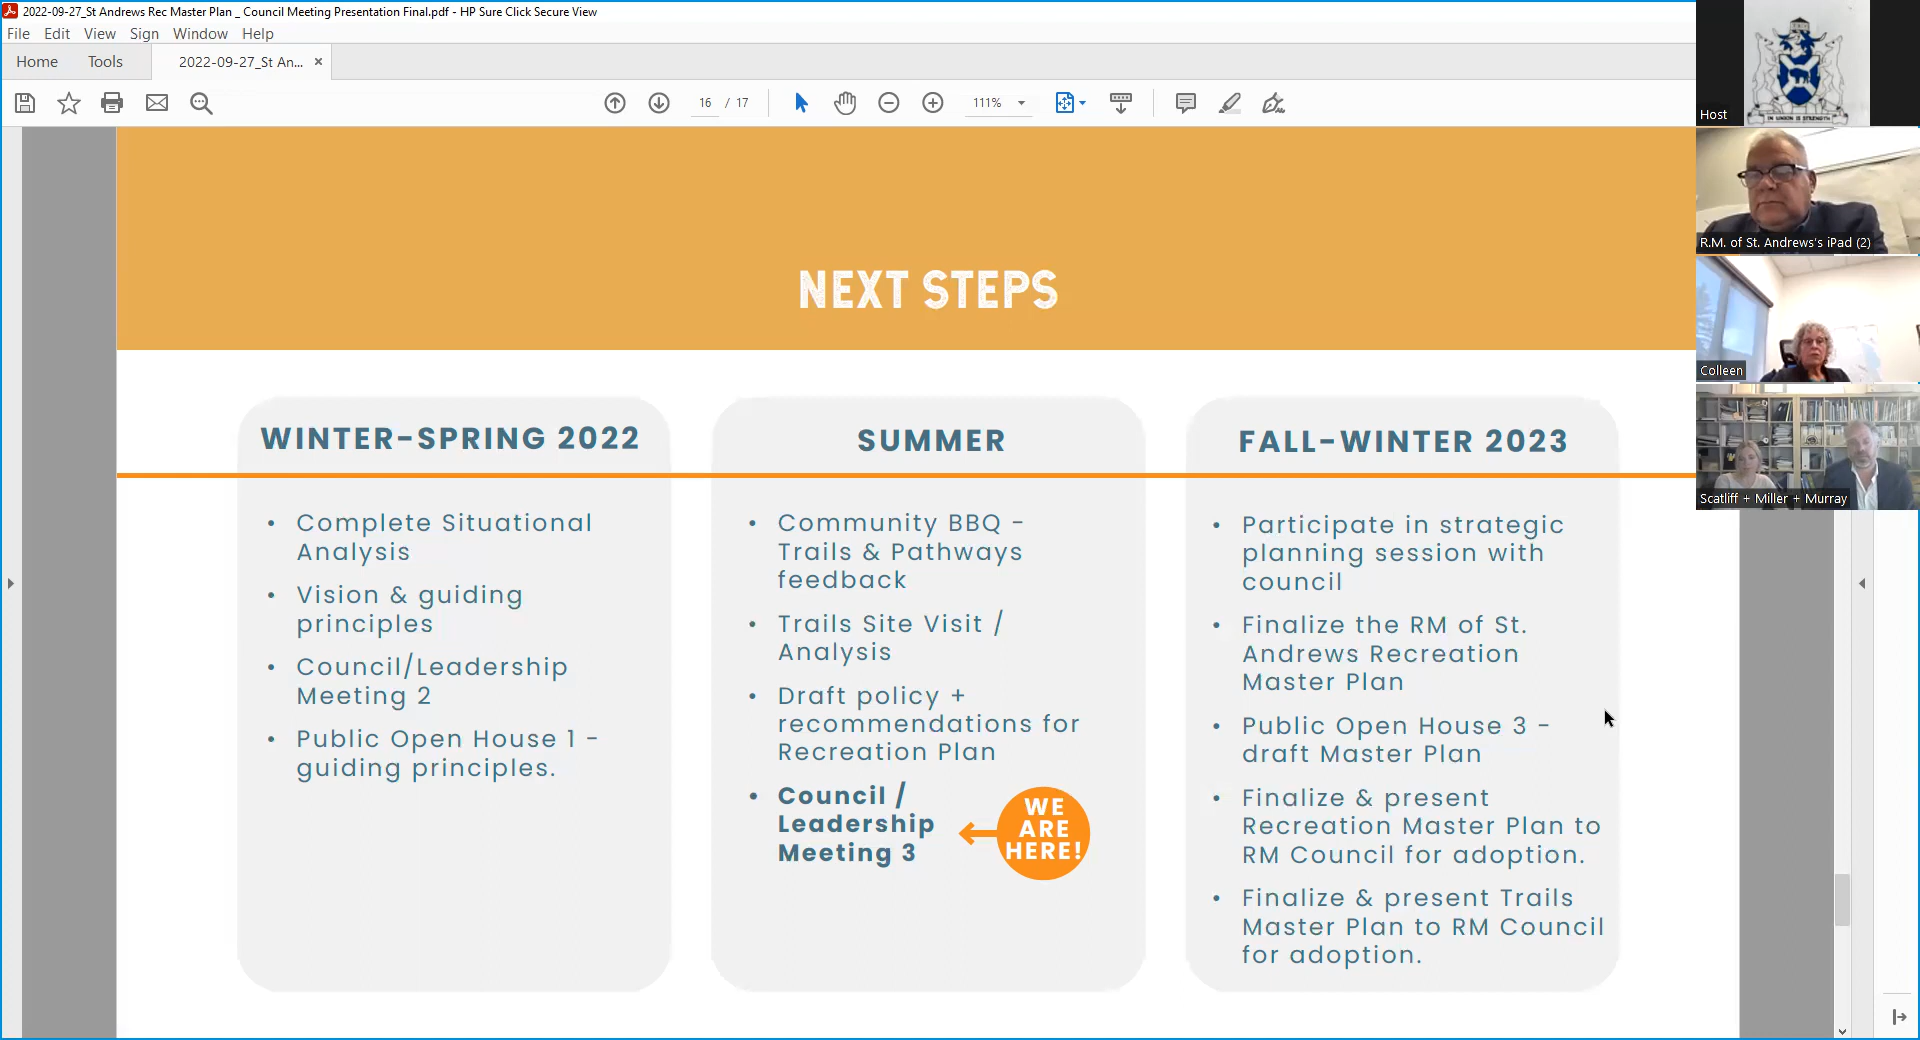 2022-09-27_St Andrews Rec Master Plan _ Council Meeting Presentation Final.pdf - HP Sure Click Secure View
File Edit View Sign Window Help
Home Tools 2022-09-27_St An... ×
16 / 17 111%
NEXT STEPS
WINTER-SPRING 2022
• Complete Situational
Analysis
• Vision & guiding
principles
• Council/Leadership
Meeting 2
• Public Open House 1 -
guiding principles.
SUMMER
• Community BBQ -
Trails & Pathways
feedback
• Trails Site Visit /
Analysis
• Draft policy +
recommendations for
Recreation Plan
• Council /
Leadership
Meeting 3
WE
ARE
HERE!
FALL-WINTER 2023
• Participate in strategic
planning session with
council
• Finalize the RM of St.
Andrews Recreation
Master Plan
• Public Open House 3 -
draft Master Plan
• Finalize & present
Recreation Master Plan to
RM Council for adoption.
• Finalize & present Trails
Master Plan to RM Council
for adoption.
IN UNION IS STRENGTH
Host
R.M. of St. Andrews's iPad (2)
Colleen
Scatliff + Miller + Murray